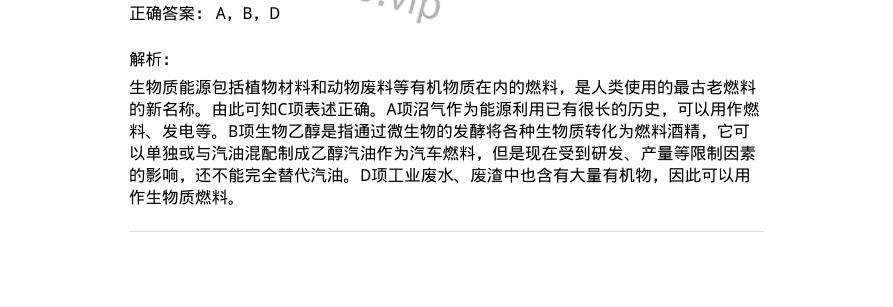 正确答案： A，B，D
解析：
生物质能源包括植物材料和动物废料等有机物质在内的燃料，是人类使用的最古老燃料
的新名称。由此可知C项表述正确。A项沼气作为能源利用已有很长的历史，可以用作燃
料、发电等。B项生物乙醇是指通过微生物的发酵将各种生物质转化为燃料酒精，它可
以单独或与汽油混配制成乙醇汽油作为汽车燃料，但是现在受到研发、产量等限制因素
的影响，还不能完全替代汽油。D项工业废水、废渣中也含有大量有机物，因此可以用
作生物质燃料。